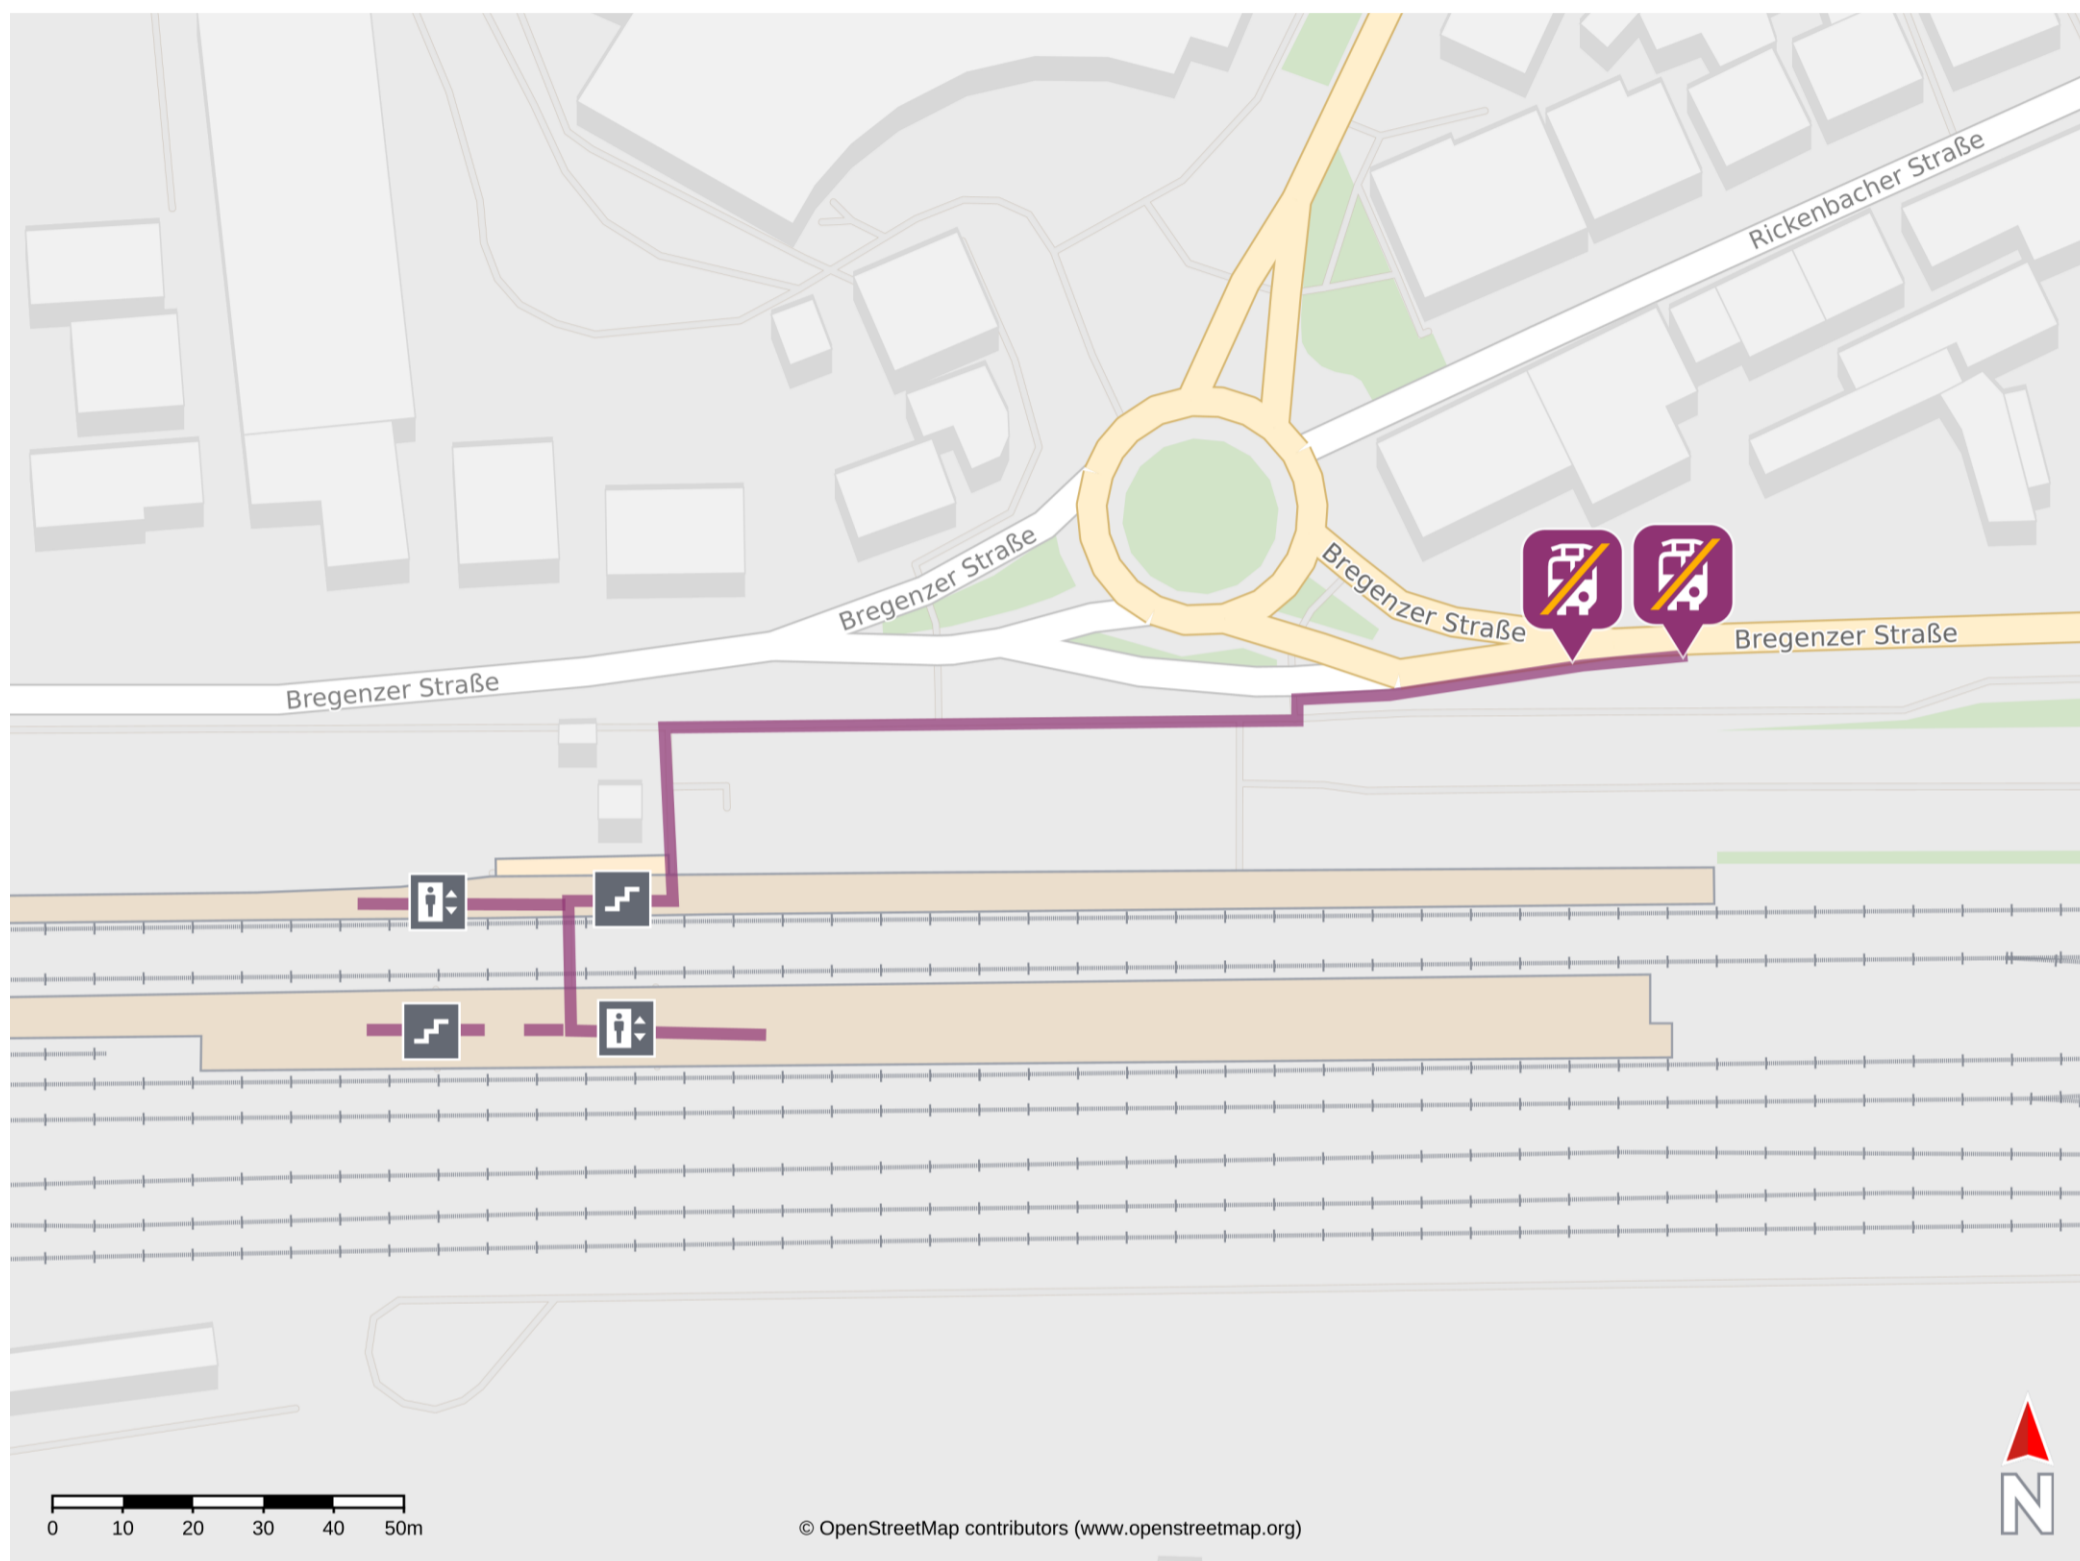 Rickenbacher Straße
Bregenzer Straße
Bregenzer Straße
Bregenzer Straße
Bregenzer Straße
N
0 10 20 30 40 50m
© OpenStreetMap contributors (www.openstreetmap.org)